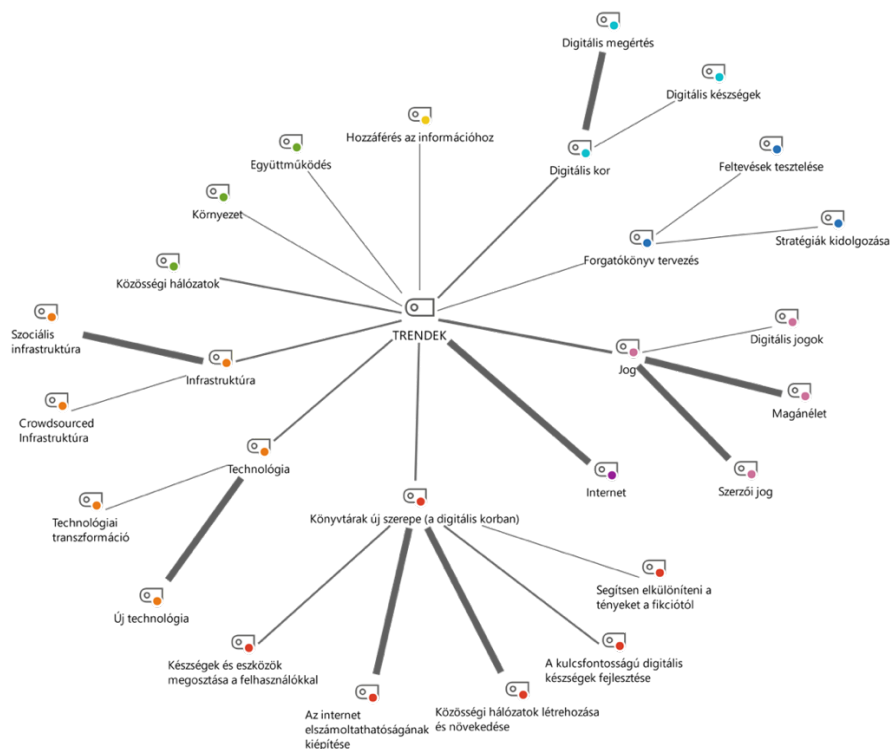 Digitális megértés
Digitális készségek
Hozzáférés az információhoz
Együttműködés
Digitális kor
Feltevések tesztelése
Környezet
Stratégiák kidolgozása
Forgatókönyv tervezés
Közösségi hálózatok
TRENDEK
Szociális
infrastruktúra
Digitális jogok
Jog
Infrastruktúra
Magánélet
Crowdsourced
Infrastruktúra
Technológia
Internet
Szerzói jog
Könyvtárak új szerepe (a digitális korban)
Technológiai
transzformáció
Segítsen elkülöníteni a
tényeket a fikciótól
Új technológia
Készségek és eszközök
megosztása a felhasználókkal
A kulcsfontosságú digitális
készségek fejlesztése
Az internet
elszámoltathatóságának
kiépítése
Közösségi hálózatok létrehozása
és növekedése